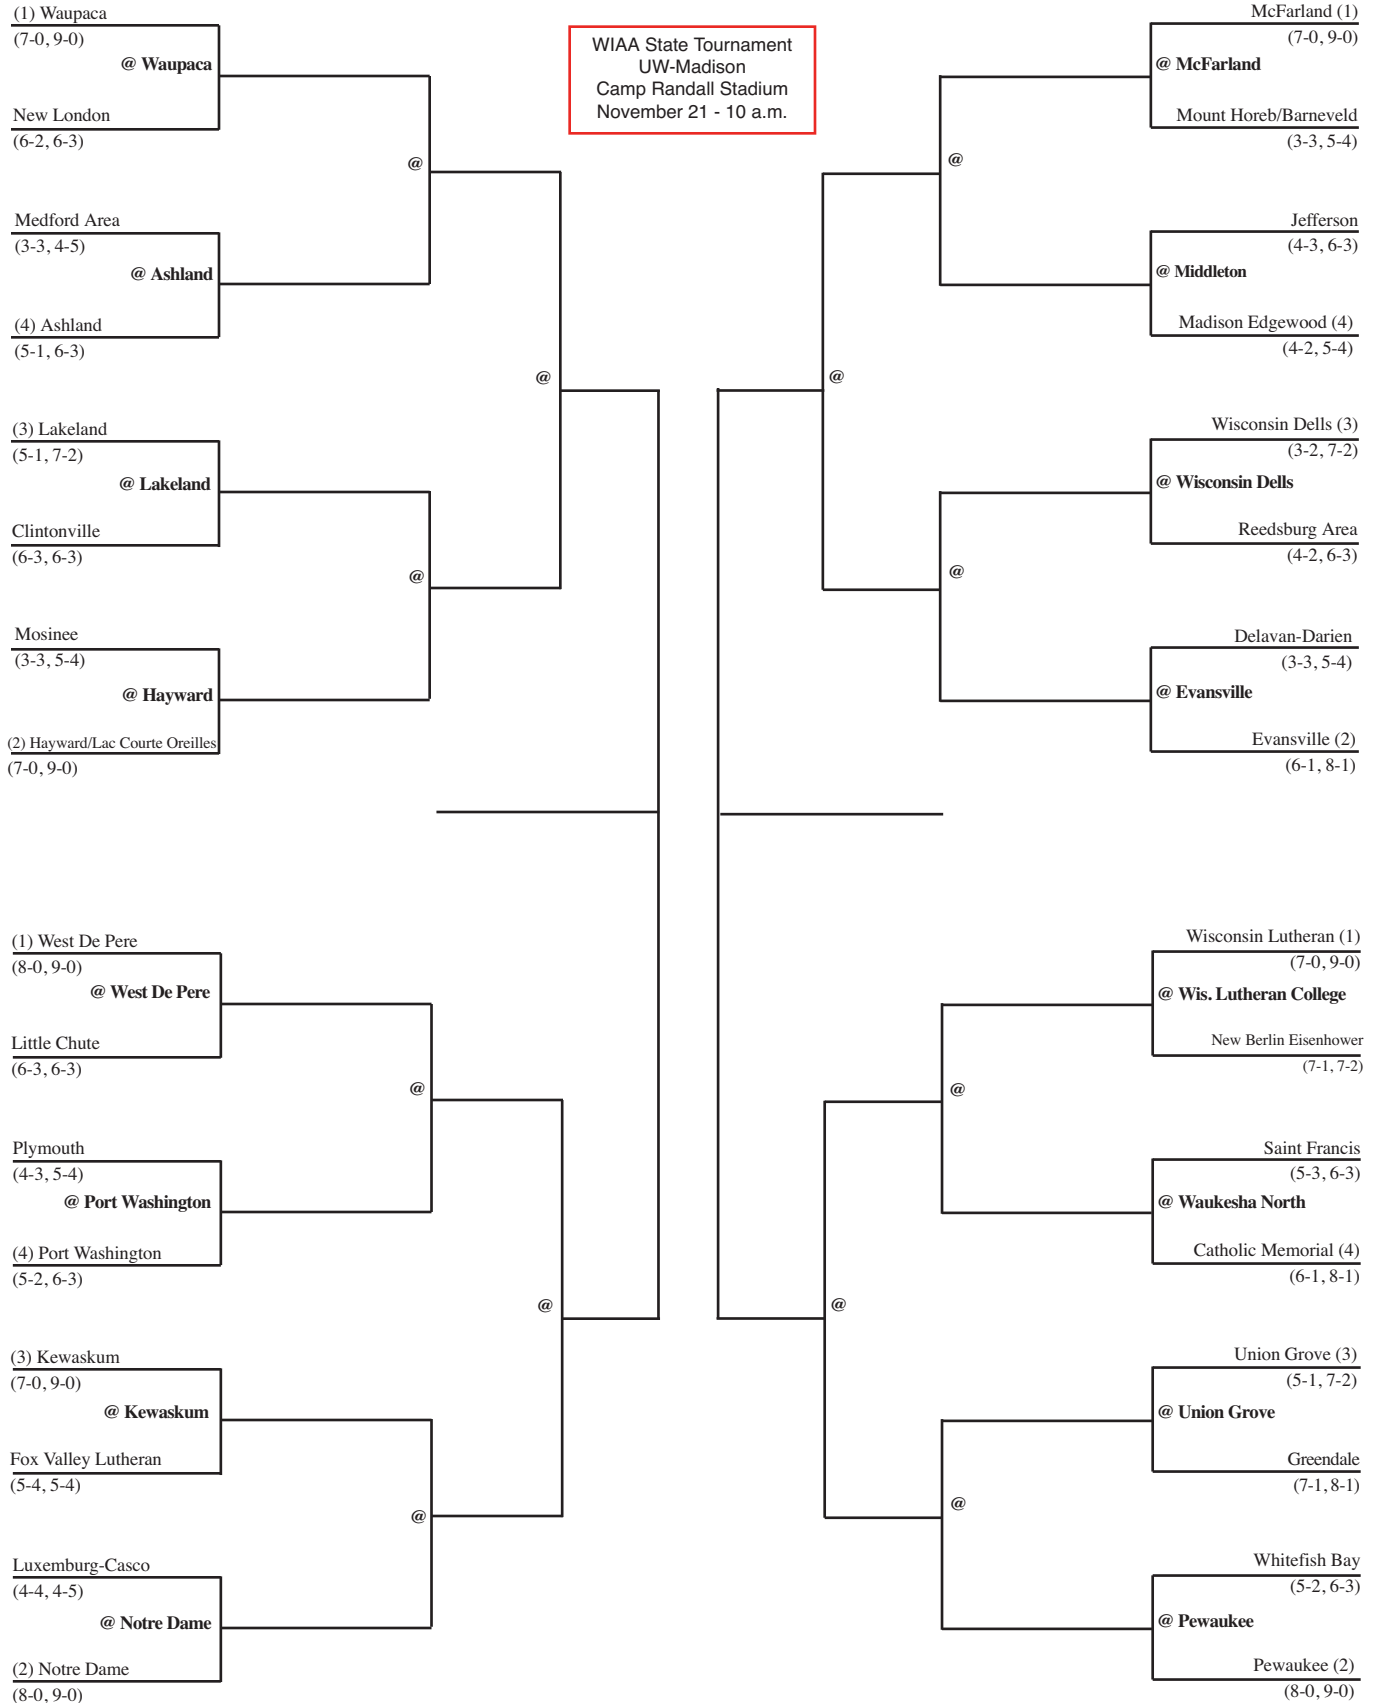 (1) Waupaca
(7-0, 9-0)
@ Waupaca
New London
(6-2, 6-3)
@
Medford Area
(3-3, 4-5)
@ Ashland
(4) Ashland
(5-1, 6-3)
@
(3) Lakeland
(5-1, 7-2)
@ Lakeland
Clintonville
(6-3, 6-3)
@
Mosinee
(3-3, 5-4)
@ Hayward
(2) Hayward/Lac Courte Oreilles
(7-0, 9-0)
(1) West De Pere
(8-0, 9-0)
@ West De Pere
Little Chute
(6-3, 6-3)
@
Plymouth
(4-3, 5-4)
@ Port Washington
(4) Port Washington
(5-2, 6-3)
@
(3) Kewaskum
(7-0, 9-0)
@ Kewaskum
Fox Valley Lutheran
(5-4, 5-4)
@
Luxemburg-Casco
(4-4, 4-5)
@ Notre Dame
(2) Notre Dame
(8-0, 9-0)
WIAA State Tournament
UW-Madison
Camp Randall Stadium
November 21 - 10 a.m.
McFarland (1)
(7-0, 9-0)
@ McFarland
Mount Horeb/Barneveld
(3-3, 5-4)
@
Jefferson
(4-3, 6-3)
@ Middleton
Madison Edgewood (4)
(4-2, 5-4)
@
Wisconsin Dells (3)
(3-2, 7-2)
@ Wisconsin Dells
Reedsburg Area
(4-2, 6-3)
@
Delavan-Darien
(3-3, 5-4)
@ Evansville
Evansville (2)
(6-1, 8-1)
Wisconsin Lutheran (1)
(7-0, 9-0)
@ Wis. Lutheran College
New Berlin Eisenhower
(7-1, 7-2)
@
Saint Francis
(5-3, 6-3)
@ Waukesha North
Catholic Memorial (4)
(6-1, 8-1)
@
Union Grove (3)
(5-1, 7-2)
@ Union Grove
Greendale
(7-1, 8-1)
@
Whitefish Bay
(5-2, 6-3)
@ Pewaukee
Pewaukee (2)
(8-0, 9-0)